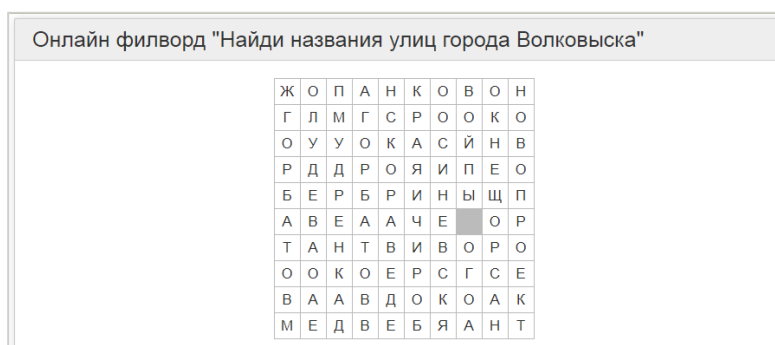 Онлайн филворд "Найди названия улиц города Волковыска"
Ж О П А Н К О В О Н
Г Л М Г С Р О О К О
О У У О К А С Й Н В
Р Д Д Р О Я И П Е О
Б Е Р Б Р И Н Ы Щ П
А В Е А А Ч Е О Р
Т А Н Т В И В О Р О
О О К О Е Р С Г С Е
В А А В Д О К О А К
М Е Д В Е Б Я А Н Т